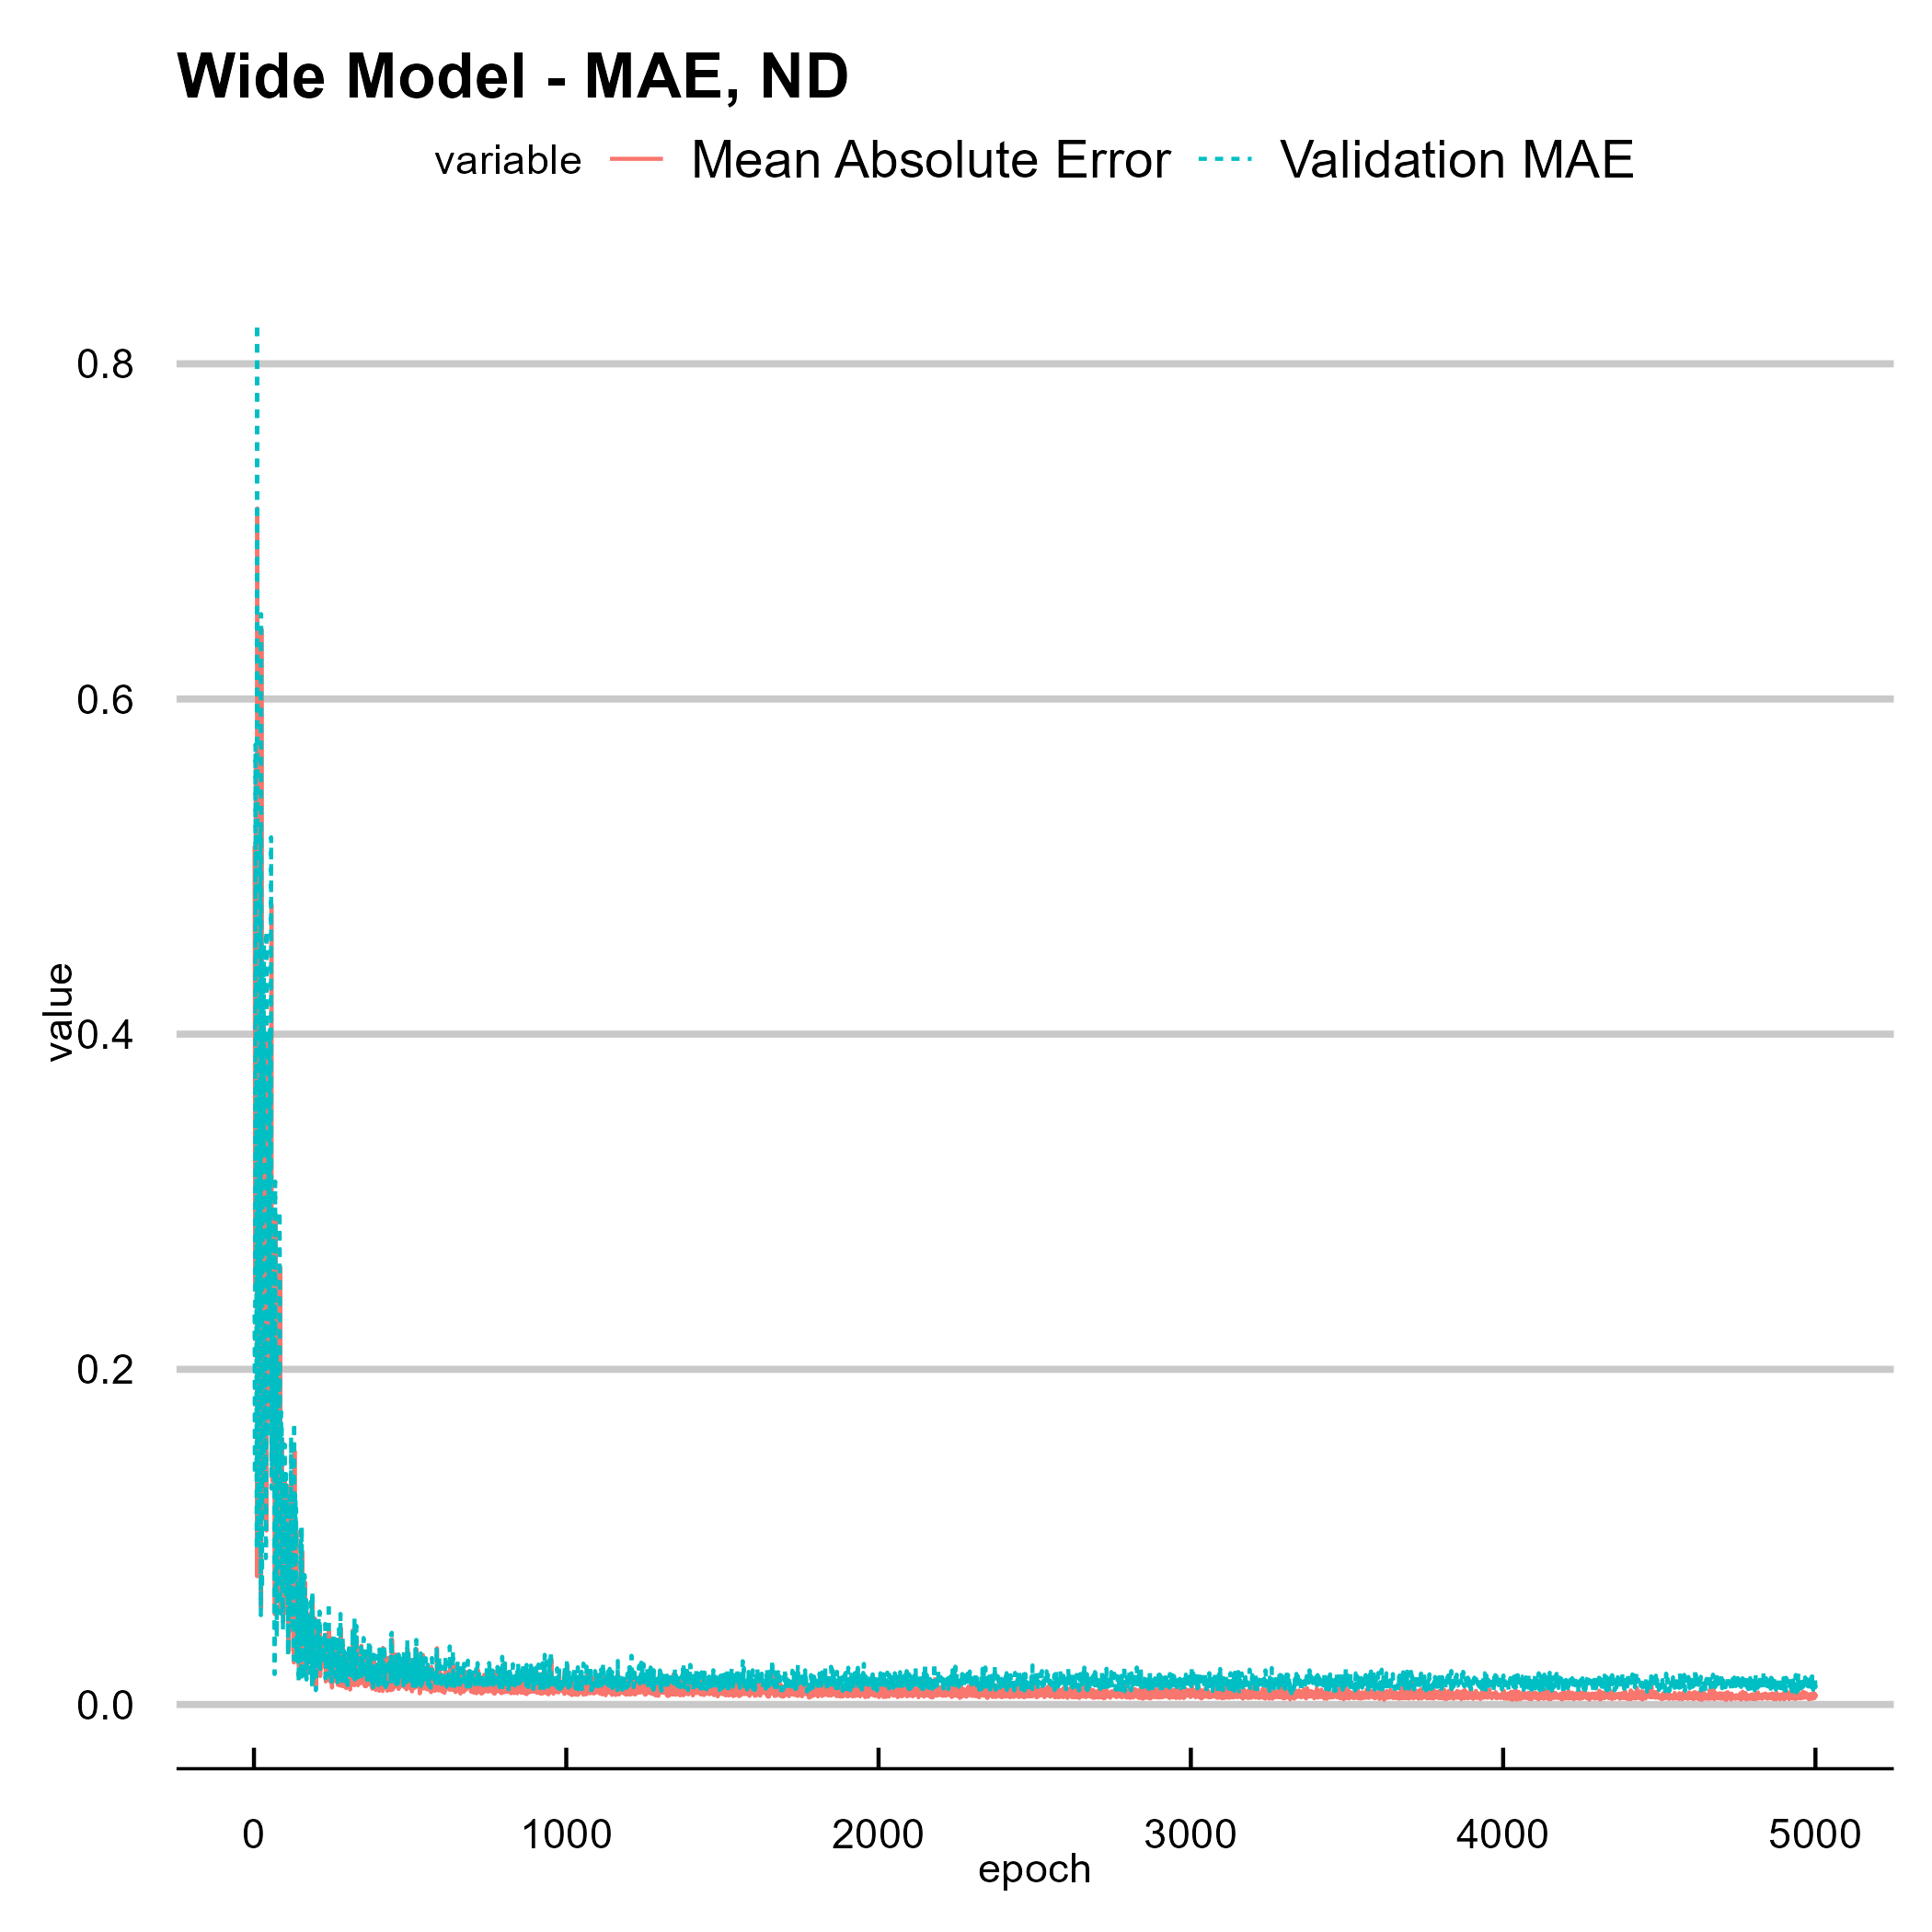 Wide Model - MAE, ND
variable Mean Absolute Error Validation MAE
0.8
0.6
0.4
0.2
0.0
value
0 1000 2000 3000 4000 5000
epoch